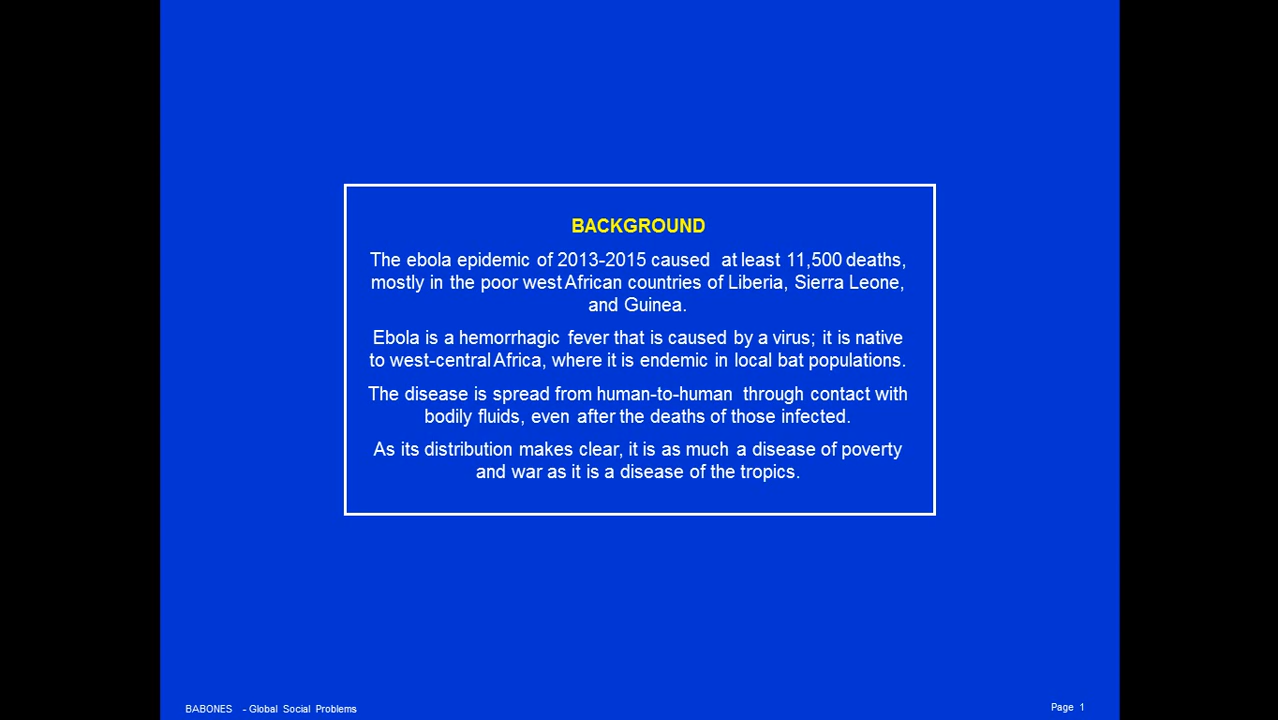 BACKGROUND
The ebola epidemic of 2013-2015 caused at least 11,500 deaths,
mostly in the poor west African countries of Liberia, Sierra Leone,
and Guinea.
Ebola is a hemorrhagic fever that is caused by a virus; it is native
to west-central Africa, where it is endemic in local bat populations.
The disease is spread from human-to-human through contact with
bodily fluids, even after the deaths of those infected.
As its distribution makes clear, it is as much a disease of poverty
and war as it is a disease of the tropics.
BABONES - Global Social Problems
Page 1